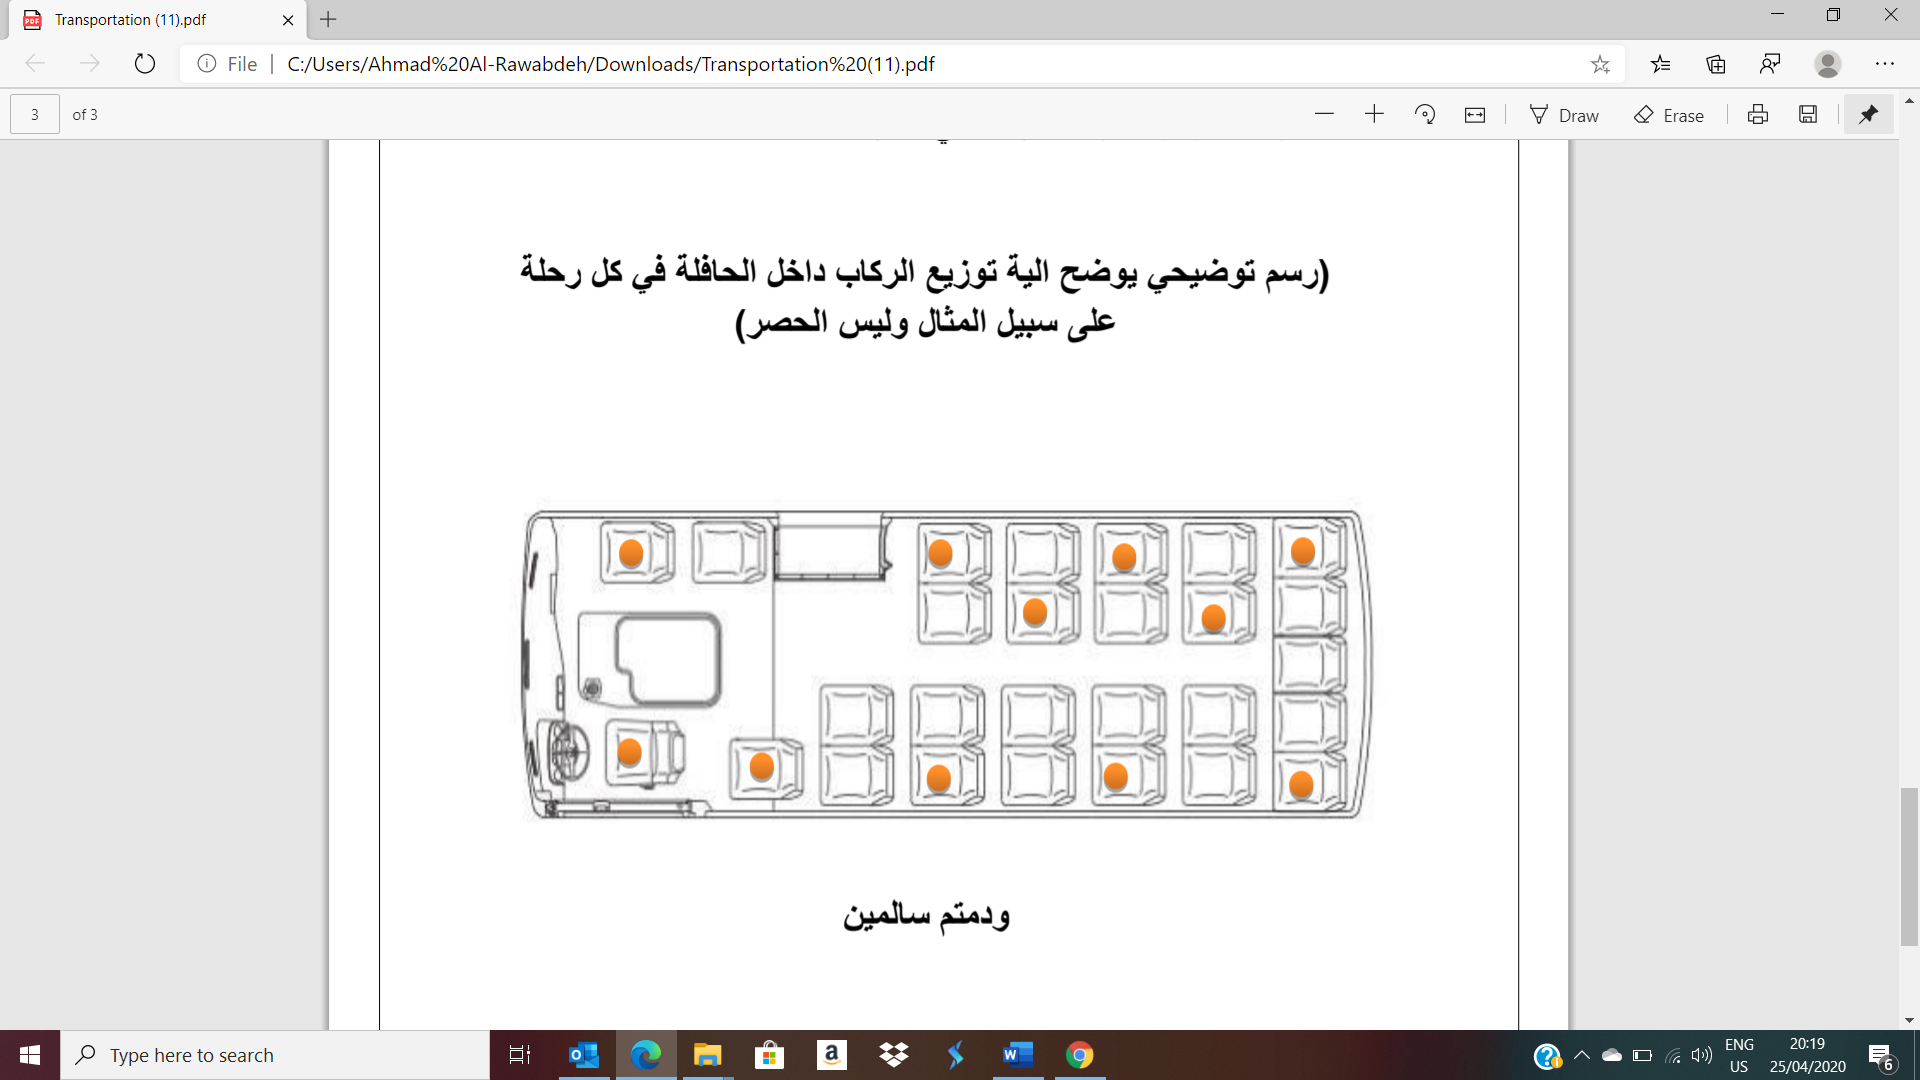 Transportation (11).pdf
File
C:/Users/Ahmad%20Al-Rawabdeh/Downloads/Transportation%20(11).pdf
3 of 3
Draw
Erase
(رسم توضيحي يوضح الية توزيع الركاب داخل الحافلة في كل رحلة
على سبيل المثال وليس الحصر)
ودمتم سالمين
Type here to search
ENG
US
20:19
25/04/2020
6